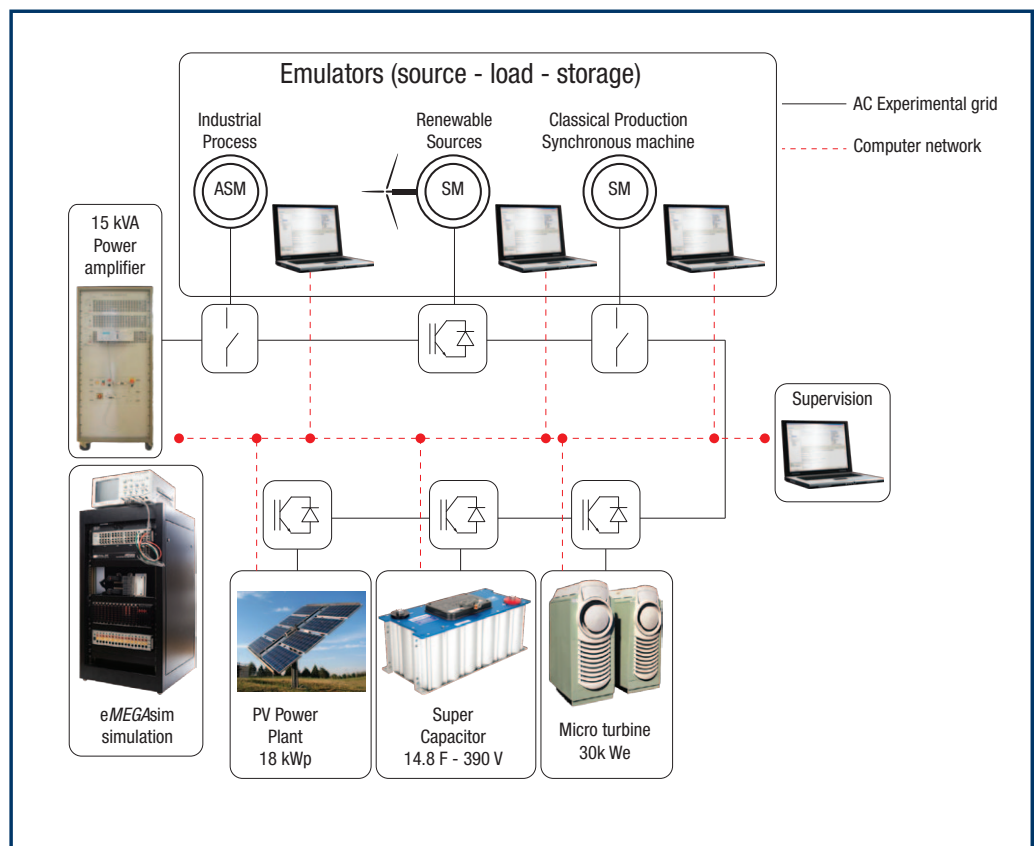 Emulators (source - load - storage)
Industrial
Process
ASM
Renewable
Sources
SM
Classical Production
Synchronous machine
SM
AC Experimental grid
Computer network
15 kVA
Power
amplifier
Supervision
eMEGAsim
simulation
PV Power
Plant
18 kWp
Super
Capacitor
14.8 F - 390 V
Micro turbine
30k We